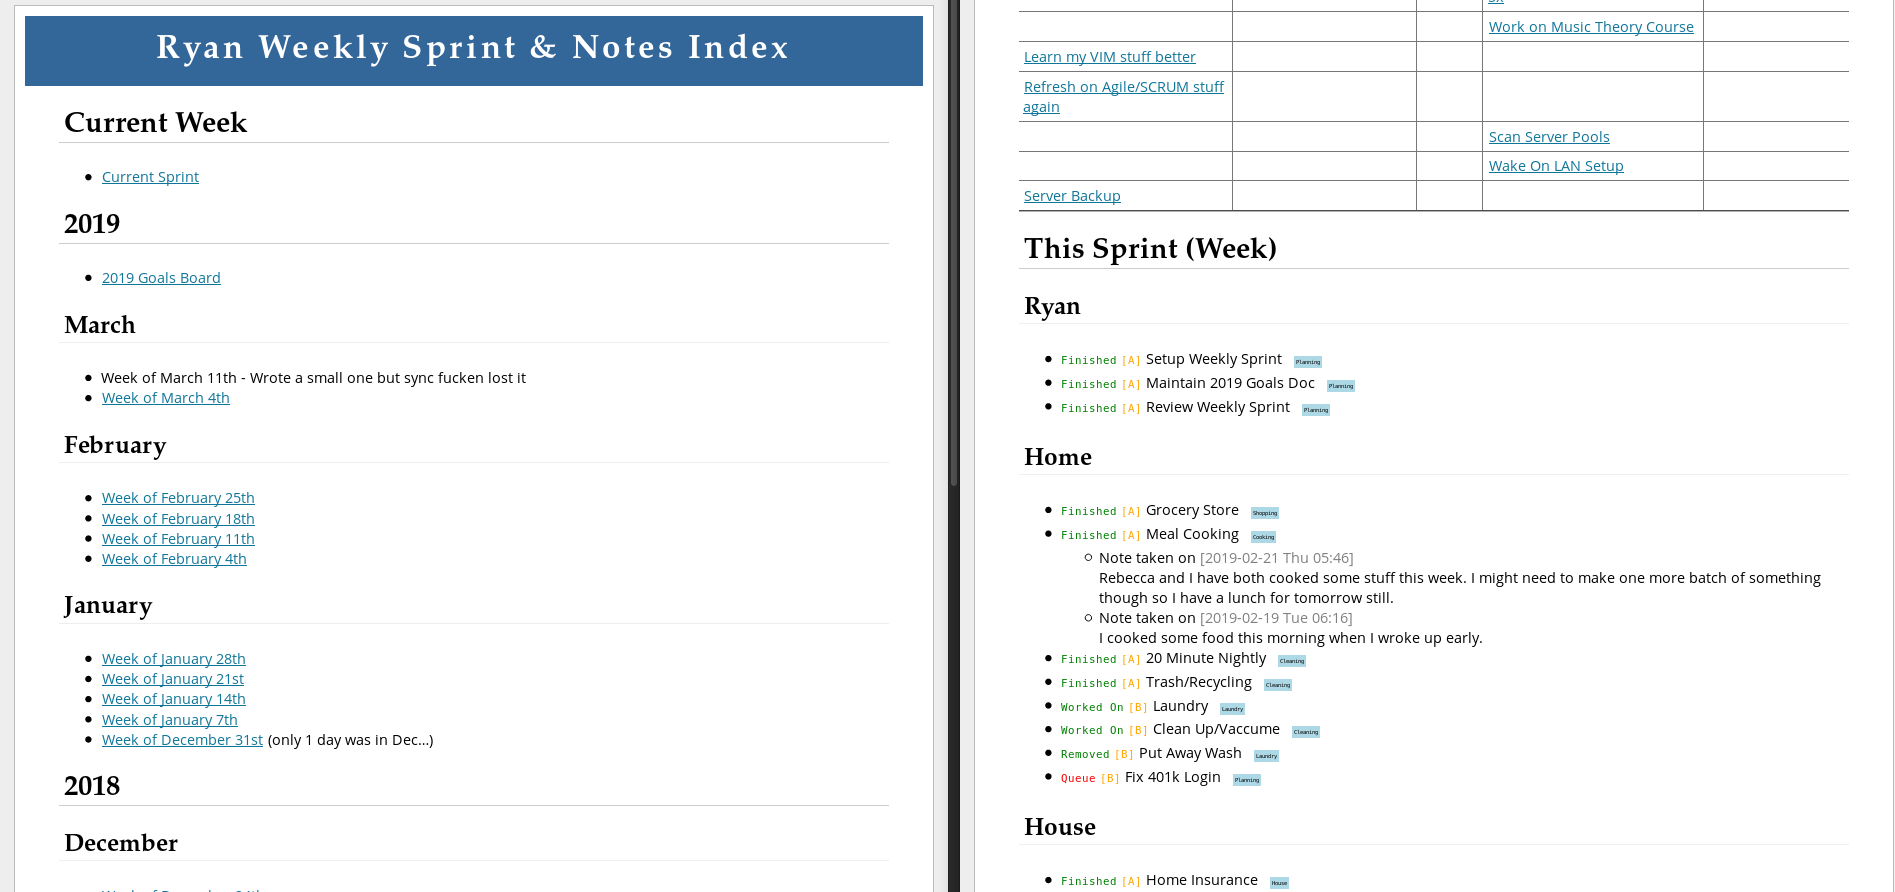 Ryan Weekly Sprint & Notes Index
Current Week
Current Sprint
2019
2019 Goals Board
March
Week of March 11th - Wrote a small one but sync fucken lost it
Week of March 4th
February
Week of February 25th
Week of February 18th
Week of February 11th
Week of February 4th
January
Week of January 28th
Week of January 21st
Week of January 14th
Week of January 7th
Week of December 31st (only 1 day was in Dec...)
2018
December
Work on Music Theory Course
Learn my VIM stuff better
Refresh on Agile/SCRUM stuff
again
Scan Server Pools
Wake On LAN Setup
Server Backup
This Sprint (Week)
Ryan
Finished [A] Setup Weekly Sprint Planning
Finished [A] Maintain 2019 Goals Doc Planning
Finished [A] Review Weekly Sprint Planning
Home
Finished [A] Grocery Store Shopping
Finished [A] Meal Cooking Cooking
Note taken on [2019-02-21 Thu 05:46]
Rebecca and I have both cooked some stuff this week. I might need to make one more batch of something
though so I have a lunch for tomorrow still.
Note taken on [2019-02-19 Tue 06:16]
I cooked some food this morning when I wroke up early.
Finished [A] 20 Minute Nightly Cleaning
Finished [A] Trash/Recycling Cleaning
Worked On [B] Laundry Laundry
Worked On [B] Clean Up/Vaccume Cleaning
Removed [B] Put Away Wash Laundry
Queue [B] Fix 401k Login Planning
House
Finished [A] Home Insurance House